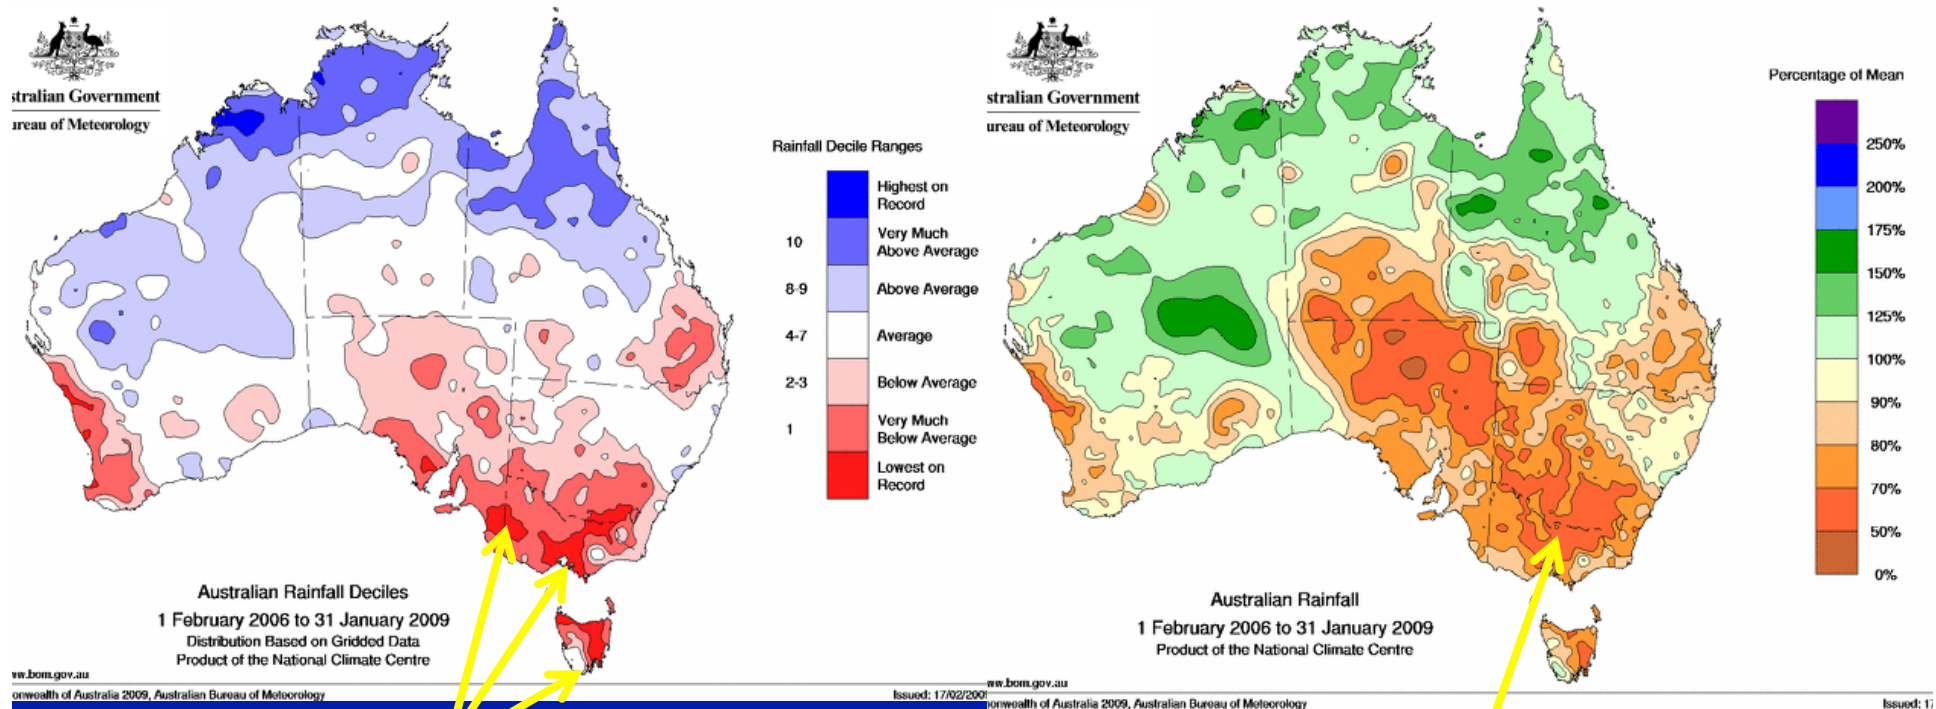 stralian Government
ureau of Meteorology
Rainfall Decile Ranges
Highest on
Record
10
Very Much
Above Average
8-9
Above Average
4-7
Average
2-3
Below Average
1
Very Much
Below Average
Lowest on
Record
Australian Rainfall Deciles
1 February 2006 to 31 January 2009
Distribution Based on Gridded Data
Product of the National Climate Centre
ww.bom.gov.au
onwealth of Australia 2009, Australian Bureau of Meteorology
Issued: 17/02/200
stralian Government
ureau of Meteorology
Percentage of Mean
250%
200%
175%
150%
125%
100%
90%
80%
70%
50%
0%
Australian Rainfall
1 February 2006 to 31 January 2009
Product of the National Climate Centre
ww.bom.gov.au
onwealth of Australia 2009, Australian Bureau of Meteorology
Issued: 17